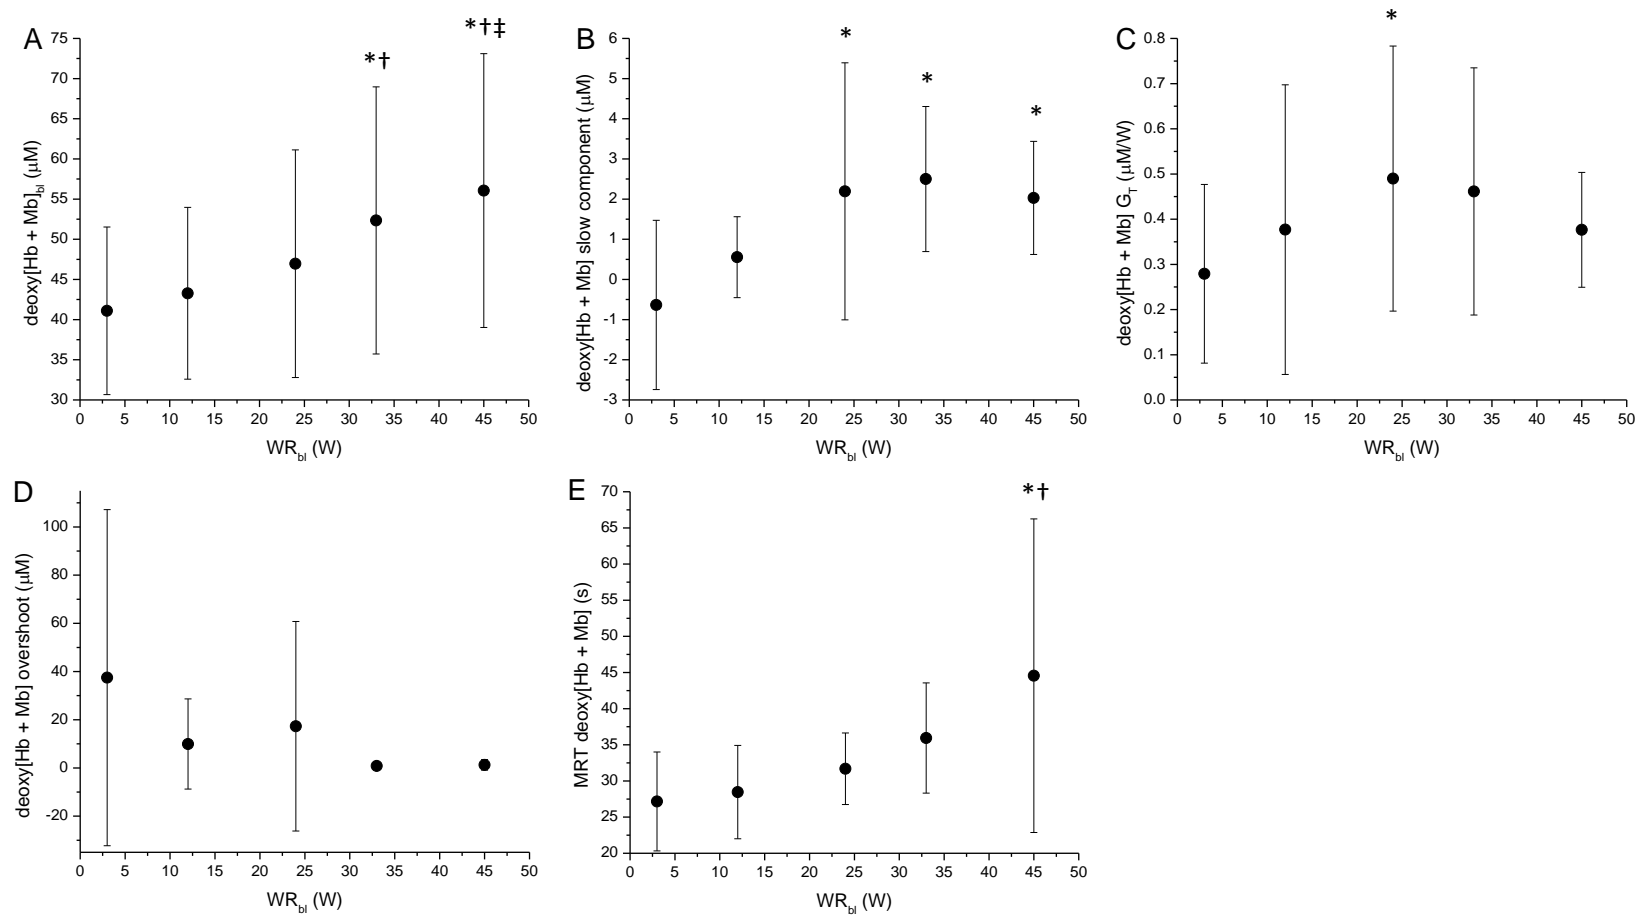 A
*†
*†‡
75
70
65
60
55
50
45
40
35
30
0 5 10 15 20 25 30 35 40 45 50
deoxy[Hb + Mb]bl (μM)
WRbl (W)
B
*
*
*
6
5
4
3
2
1
0
-1
-2
-3
0 5 10 15 20 25 30 35 40 45 50
deoxy[Hb + Mb] slow component (μM)
WRbl (W)
C
*
0.8
0.7
0.6
0.5
0.4
0.3
0.2
0.1
0.0
0 5 10 15 20 25 30 35 40 45 50
deoxy[Hb + Mb] GT (μM/W)
WRbl (W)
D
100
80
60
40
20
0
-20
0 5 10 15 20 25 30 35 40 45 50
deoxy[Hb + Mb] overshoot (μM)
WRbl (W)
E
*†
70
65
60
55
50
45
40
35
30
25
20
0 5 10 15 20 25 30 35 40 45 50
MRT deoxy[Hb + Mb] (s)
WRbl (W)